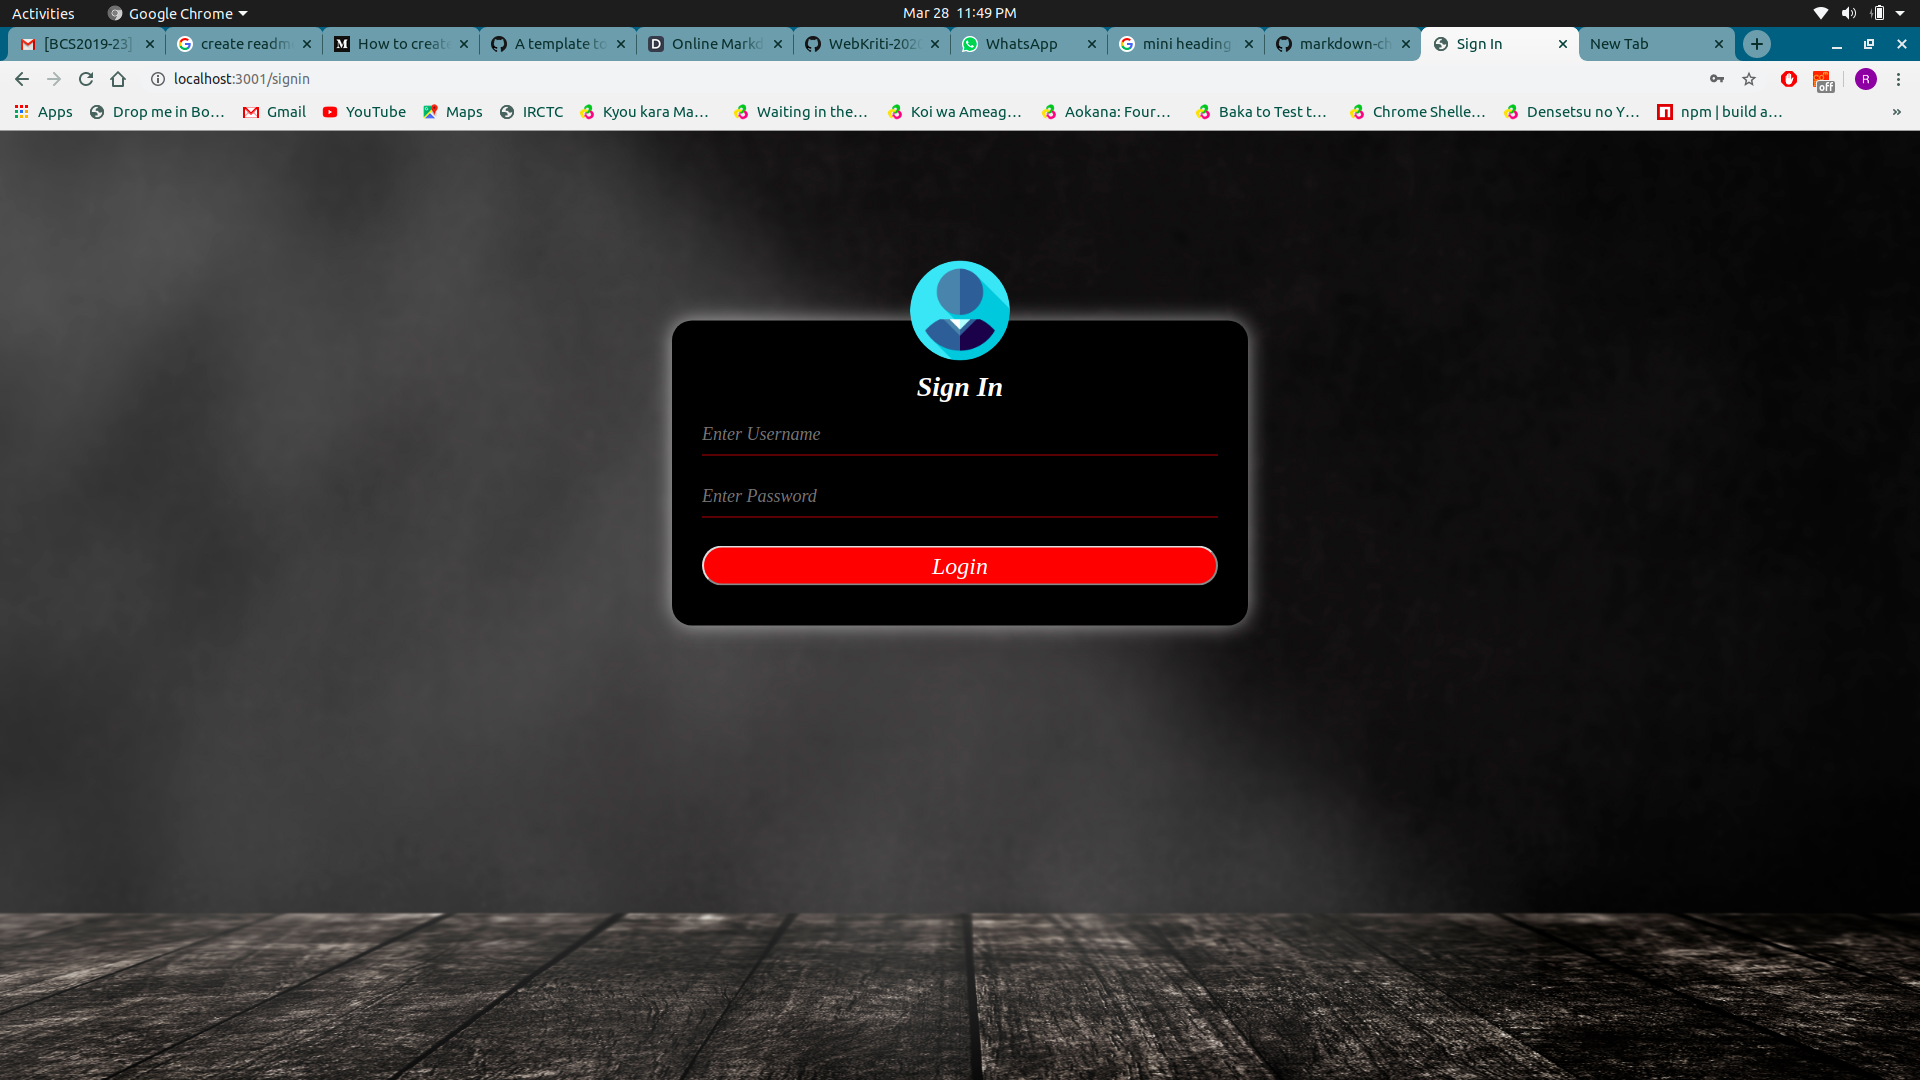 Activities Google Chrome Mar 28 11:49 PM
[BCS2019-23] create readm How to create A template to Online Markd WebKriti-202 WhatsApp mini heading markdown-ch Sign In New Tab
localhost:3001/signin off R
Apps Drop me in Bo... Gmail YouTube Maps IRCTC Kyou kara Ma... Waiting in the... Koi wa Ameag... Aokana: Four... Baka to Test t... Chrome Shelle... Densetsu no Y... npm | build a... »
Sign In
Enter Username
Enter Password
Login